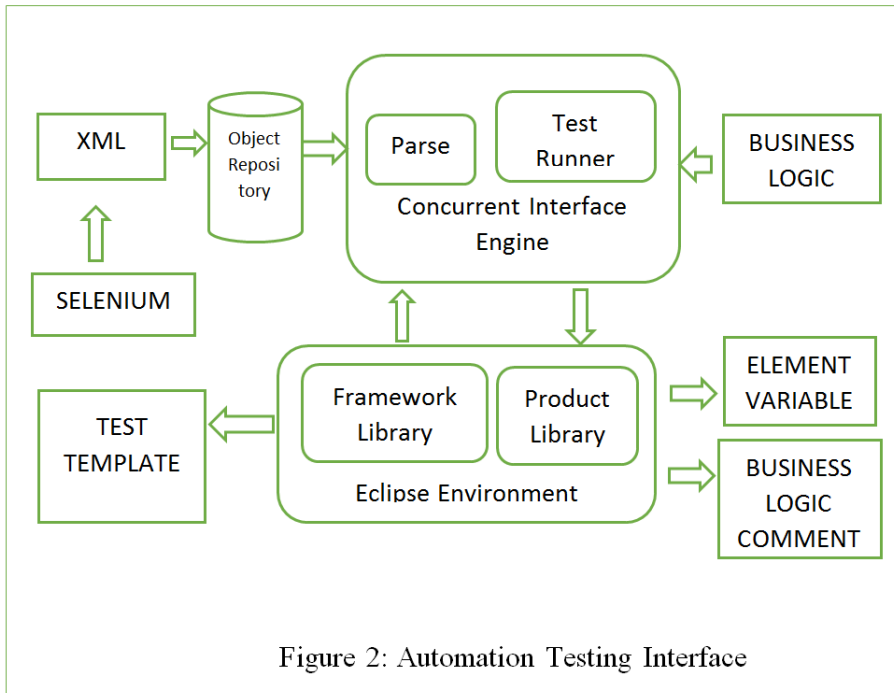 XML
Object
Reposi
tory
Parse
Test
Runner
Concurrent Interface
Engine
BUSINESS
LOGIC
SELENIUM
TEST
TEMPLATE
Framework
Library
Product
Library
Eclipse Environment
ELEMENT
VARIABLE
BUSINESS
LOGIC
COMMENT
Figure 2: Automation Testing Interface